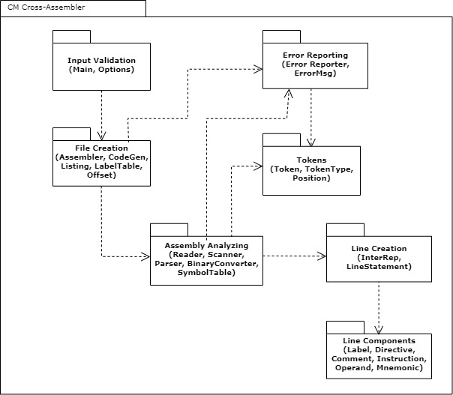 CM Cross-Assembler
Input Validation
(Main, Options)
Error Reporting
(Error Reporter,
ErrorMsg)
File Creation
(Assembler, CodeGen,
Listing, LabelTable,
Offset)
Tokens
(Token, TokenType,
Position)
Assembly Analyzing
(Reader, Scanner,
Parser, BinaryConverter,
SymbolTable)
Line Creation
(InterRep,
LineStatement)
Line Components
(Label, Directive,
Comment, Instruction,
Operand, Mnemonic)